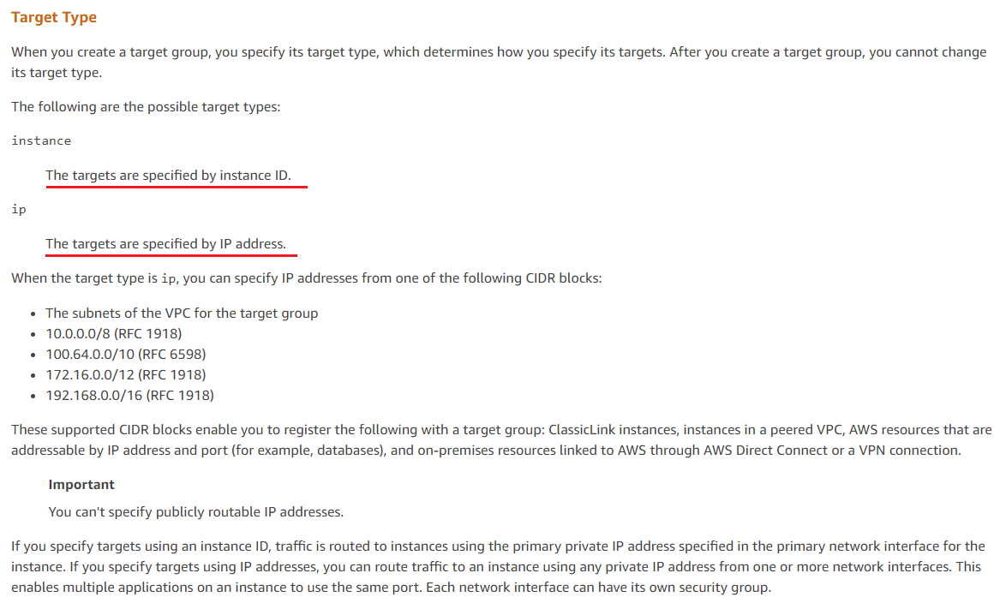 Target Type
When you create a target group, you specify its target type, which determines how you specify its targets. After you create a target group, you cannot change
its target type.
The following are the possible target types:
instance
The targets are specified by instance ID.
ip
The targets are specified by IP address.
When the target type is ip, you can specify IP addresses from one of the following CIDR blocks:
• The subnets of the VPC for the target group
• 10.0.0.0/8 (RFC 1918)
• 100.64.0.0/10 (RFC 6598)
• 172.16.0.0/12 (RFC 1918)
• 192.168.0.0/16 (RFC 1918)
These supported CIDR blocks enable you to register the following with a target group: ClassicLink instances, instances in a peered VPC, AWS resources that are
addressable by IP address and port (for example, databases), and on-premises resources linked to AWS through AWS Direct Connect or a VPN connection.
Important
You can't specify publicly routable IP addresses.
If you specify targets using an instance ID, traffic is routed to instances using the primary private IP address specified in the primary network interface for the
instance. If you specify targets using IP addresses, you can route traffic to an instance using any private IP address from one or more network interfaces. This
enables multiple applications on an instance to use the same port. Each network interface can have its own security group.